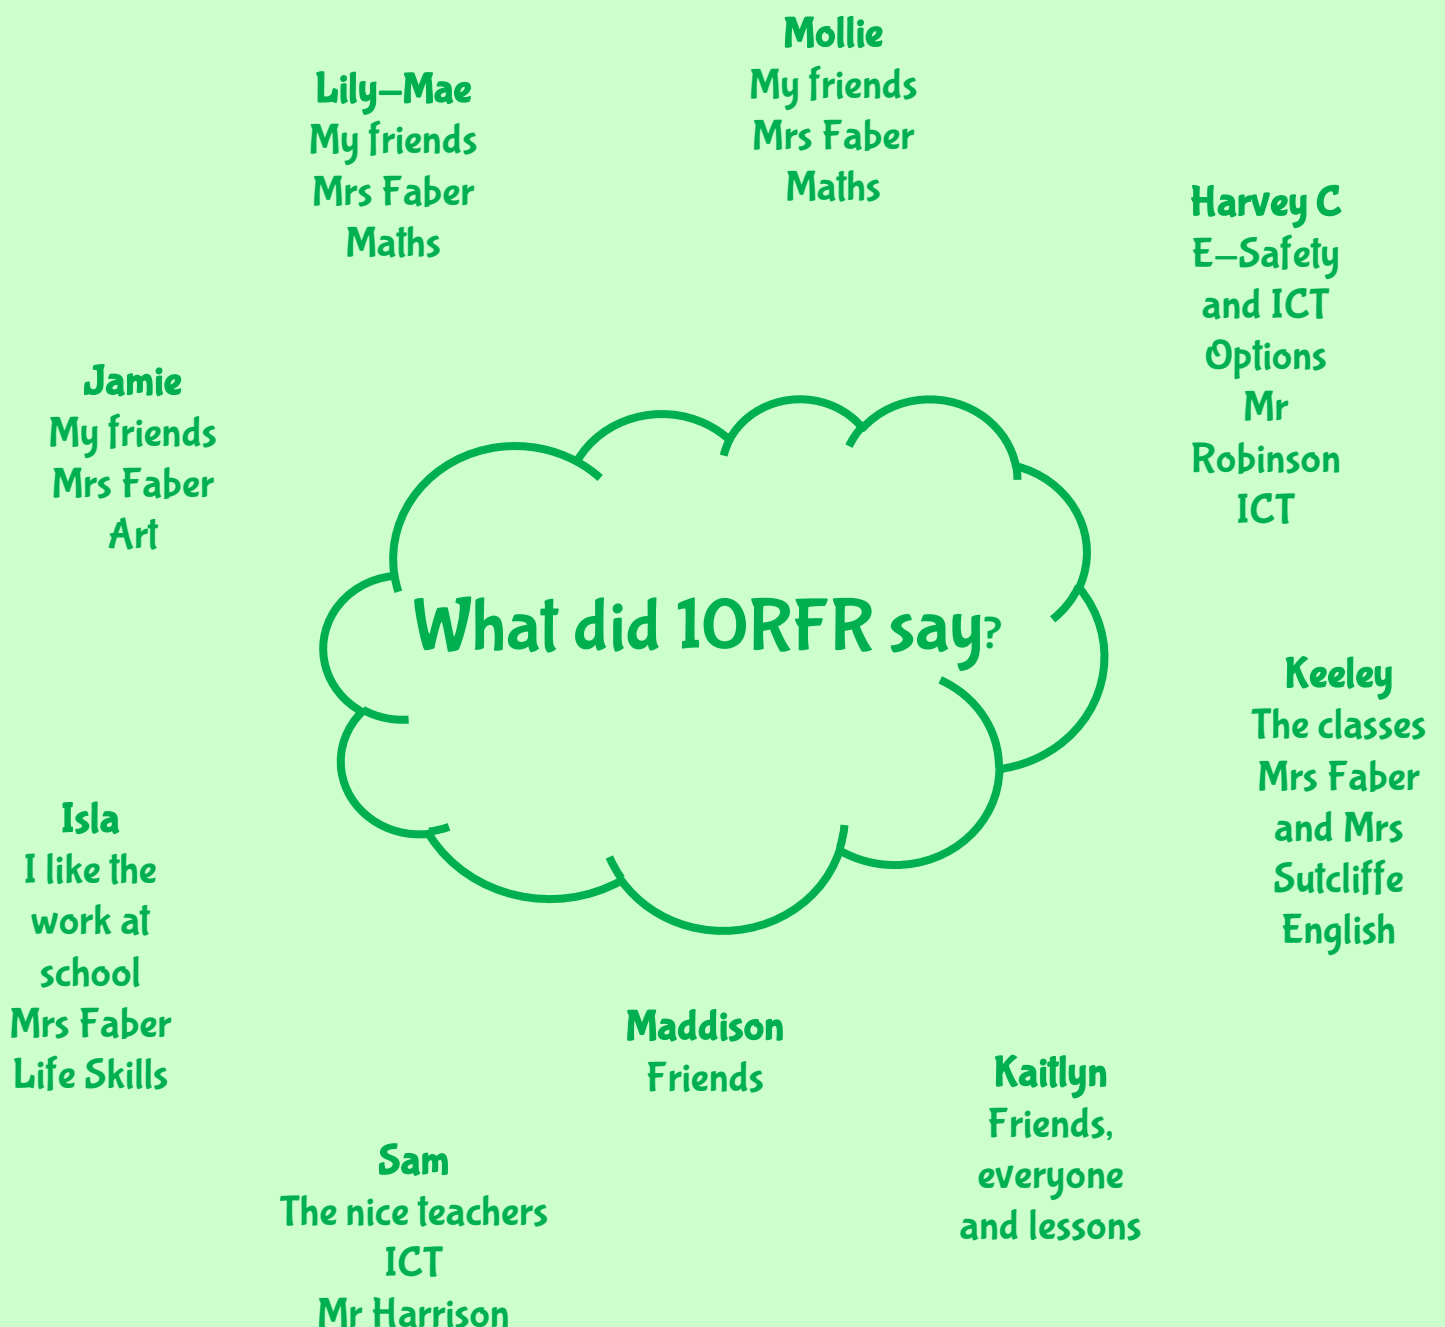 Mollie
My friends
Mrs Faber
Maths
Lily-Mae
My friends
Mrs Faber
Maths
Harvey C
E-Safety
and ICT
Options
Mr
Robinson
ICT
Jamie
My friends
Mrs Faber
Art
What did 10RFR say?
Keeley
The classes
Mrs Faber
and Mrs
Sutcliffe
English
Isla
I like the
work at
school
Mrs Faber
Life Skills
Maddison
Friends
Kaitlyn
Friends,
everyone
and lessons
Sam
The nice teachers
ICT
Mr Harrison